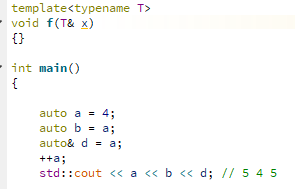 template<typename T>
void f(T& x)
{}
int main()
{
auto a = 4;
auto b = a;
auto& d = a;
++a;
std::cout << a << b << d; // 5 4 5